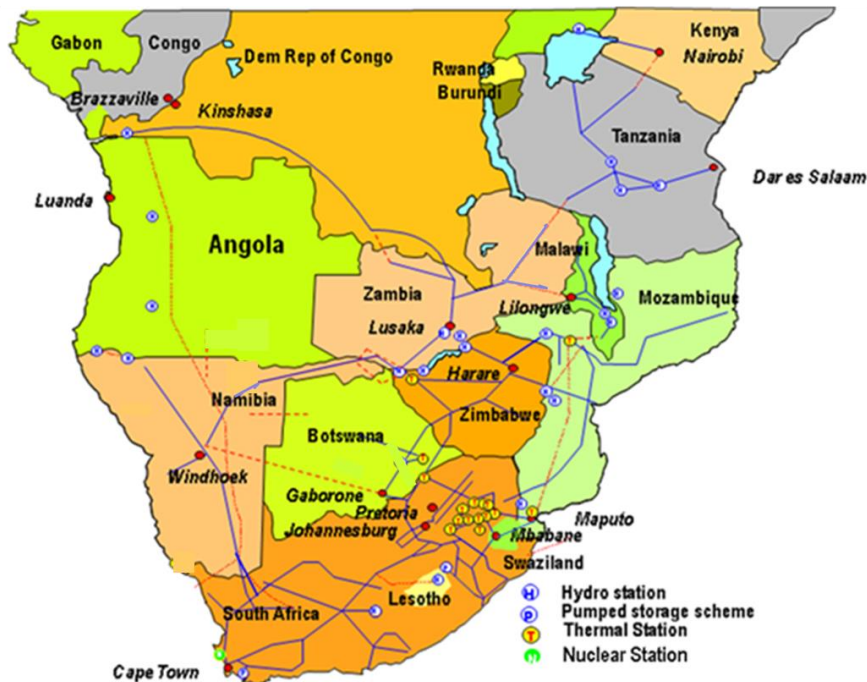 Gabon
Congo
Kenya
Nairobi
Dem Rep of Congo
Rwanda
Burundi
Brazzaville
Kinshasa
Tanzania
Dar es Salaam
Luanda
Angola
Malawi
Zambia
Lilongwe
Mozambique
Lusaka
Harare
Namibia
Zimbabwe
Botswana
Windhoek
Gaborone
Pretoria
Johannesburg
Maputo
Mbabane
Swaziland
Lesotho
South Africa
Cape Town
H Hydro station
P Pumped storage scheme
T Thermal Station
N Nuclear Station